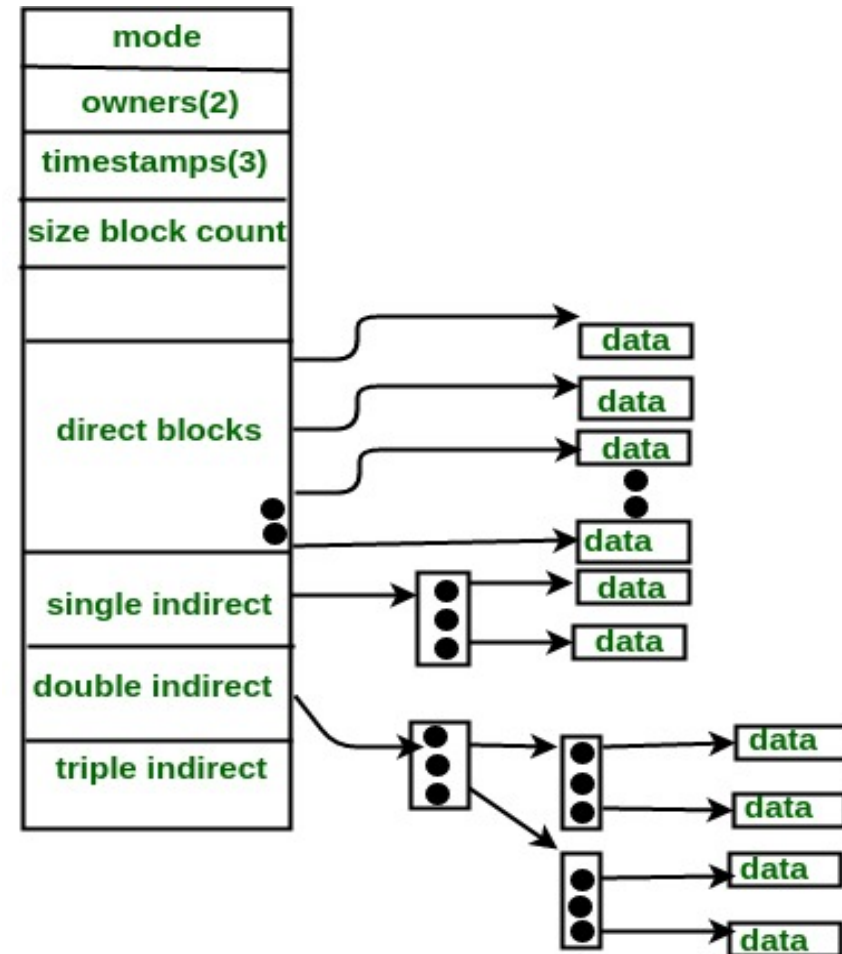 mode
owners(2)
timestamps(3)
size block count
data
direct blocks
data
data
data
single indirect
data
data
double indirect
data
triple indirect
data
data
data